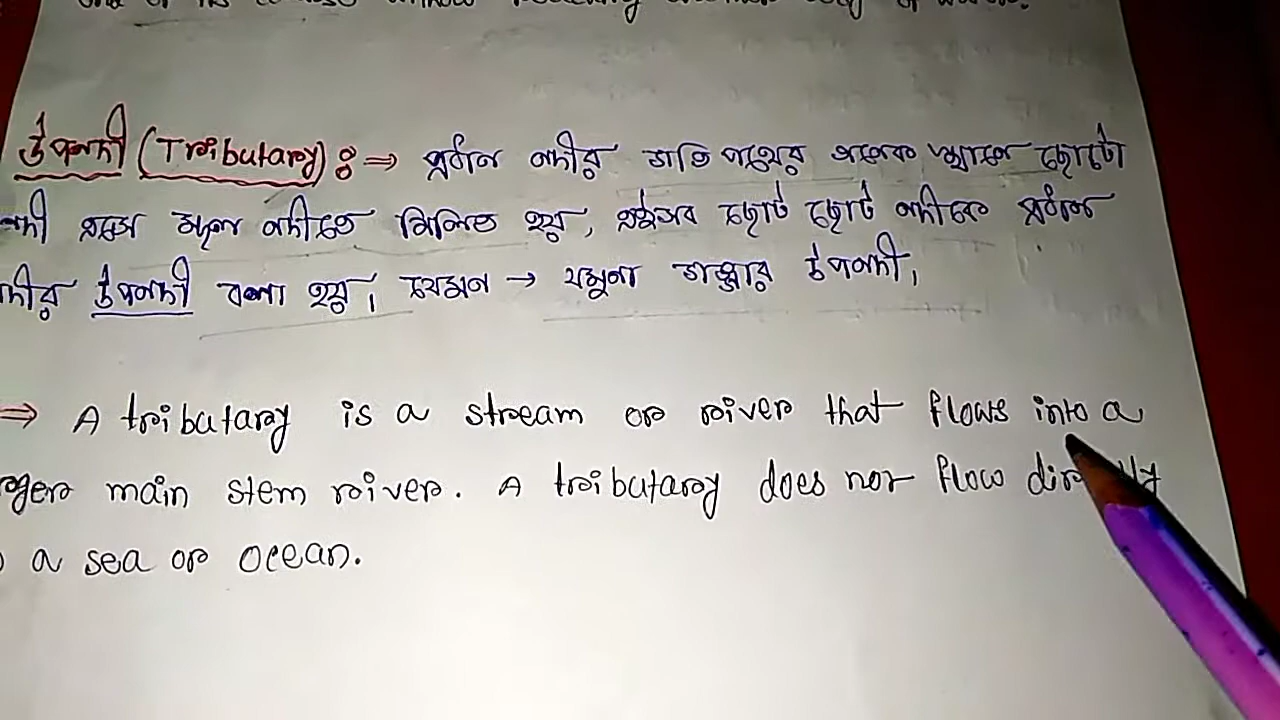 উপনদী (Tributary) : ⇒ প্রধান নদীর গতি পথের অনেক স্থানে ছোটো
নদী এসে মূল নদীতে মিলিত হয়, এইসব ছোট ছোট নদীকে প্রধান
নদীর উপনদী বলা হয়। যেমন → যমুনা গঙ্গার উপনদী,
⇒ A tributary is a stream or river that flows into a
main stem river. A tributary does not flow directly
a sea or ocean.